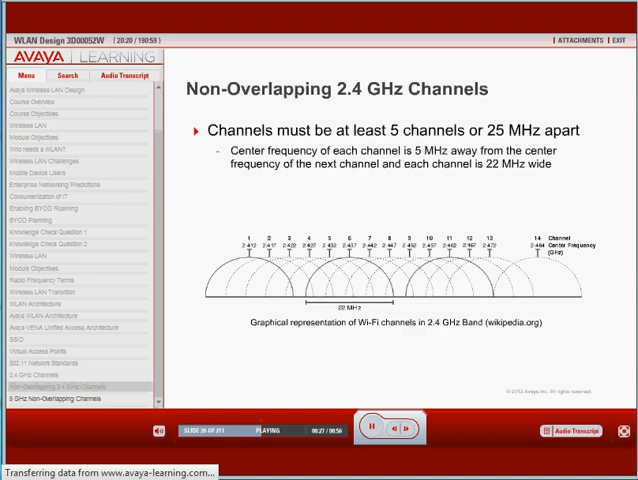 WLAN Design 3D00052W
(20:20 / 190:59)
ATTACHMENTS
EXIT
AVAYA LEARNING
Menu
Search
Audio Transcript
Avaya Wireless LAN Design
Course Overview
Course Objectives
Wireless LAN
Module Objectives
Who needs a WLAN?
Wireless LAN Challenges
Mobile Device Users
Enterprise Networking Predictions
Consumerization of IT
Enabling BYOD Roaming
BYOD Planning
Knowledge Check Question 1
Knowledge Check Question 2
Wireless LAN
Module Objectives
Radio Frequency Terms
Wireless LAN Transition
WLAN Architecture
Avaya WLAN Architecture
Avaya VENA Unified Access Architecture
SSID
Virtual Access Points
802.11 Network Standards
2.4 GHz Channels
Non-Overlapping 2.4 GHz Channels
5 GHz Non-Overlapping Channels
Non-Overlapping 2.4 GHz Channels
Channels must be at least 5 channels or 25 MHz apart
- Center frequency of each channel is 5 MHz away from the center
frequency of the next channel and each channel is 22 MHz wide
1 2 3 4 5 6 7 8 9 10 11 12 13 14 Channel
2.412 2.417 2.422 2.427 2.432 2.437 2.442 2.447 2.452 2.457 2.462 2.467 2.472 2.484 Center Frequency
(GHz)
22 MHz
Graphical representation of Wi-Fi channels in 2.4 GHz Band (wikipedia.org)
© 2012 Avaya Inc. All rights reserved.
SLIDE 26 OF 211
PLAYING
00:27 / 00:56
Audio Transcript
Transferring data from www.avaya-learning.com...